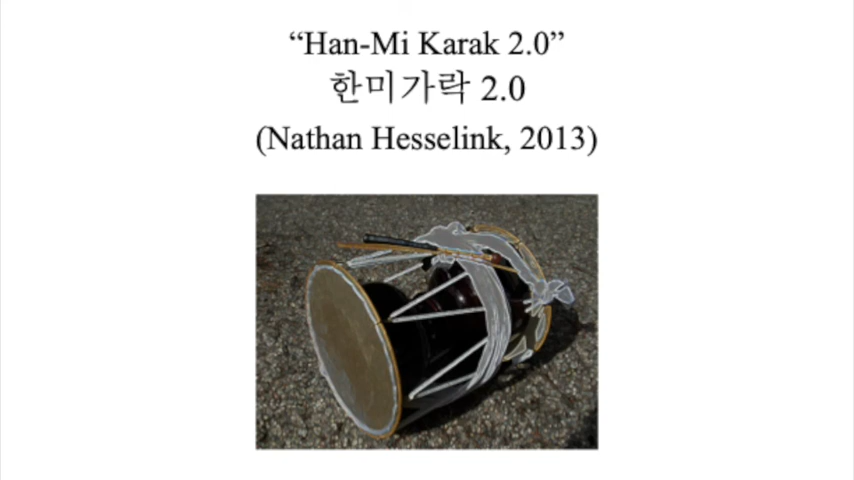 “Han-Mi Karak 2.0”
한미가락 2.0
(Nathan Hesselink, 2013)